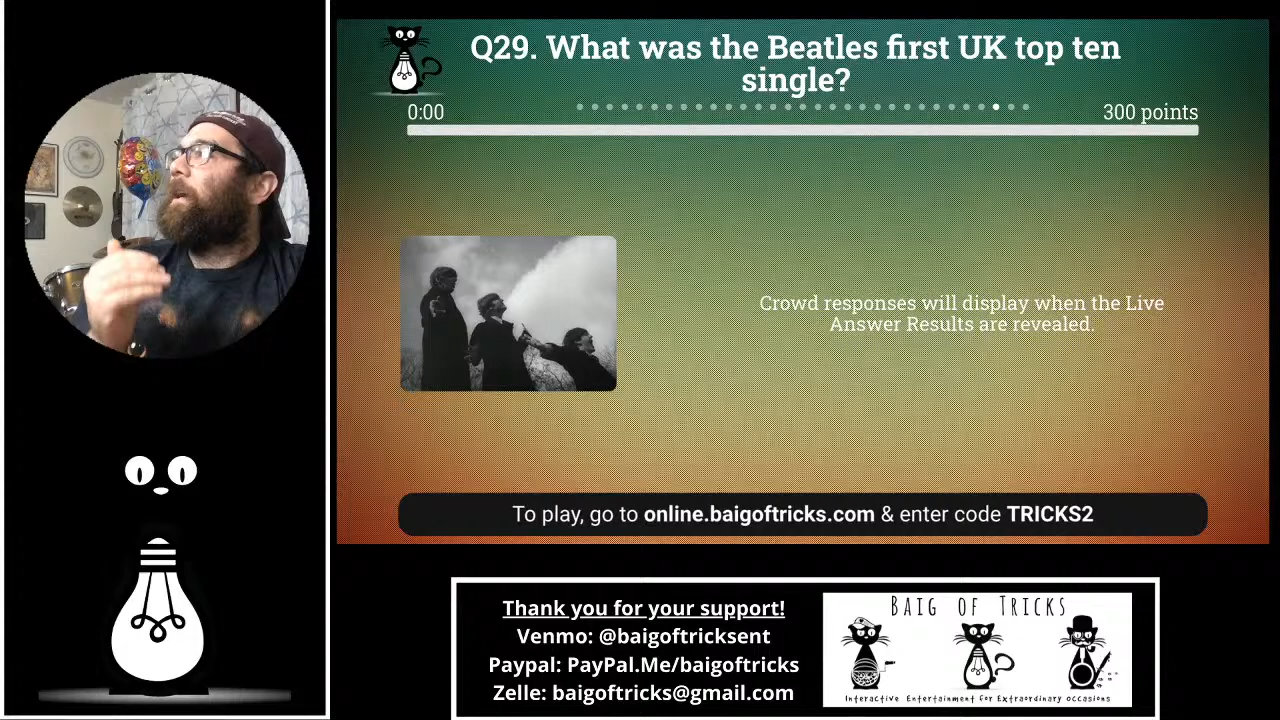 Q29. What was the Beatles first UK top ten
single?
0:00
300 points
Crowd responses will display when the Live
Answer Results are revealed.
To play, go to online.baigoftricks.com & enter code TRICKS2
Thank you for your support!
Venmo: @baigoftricksent
Paypal: PayPal.Me/baigoftricks
Zelle: baigoftricks@gmail.com
BAIG OF TRICKS
Interactive Entertainment for Extraordinary Occasions